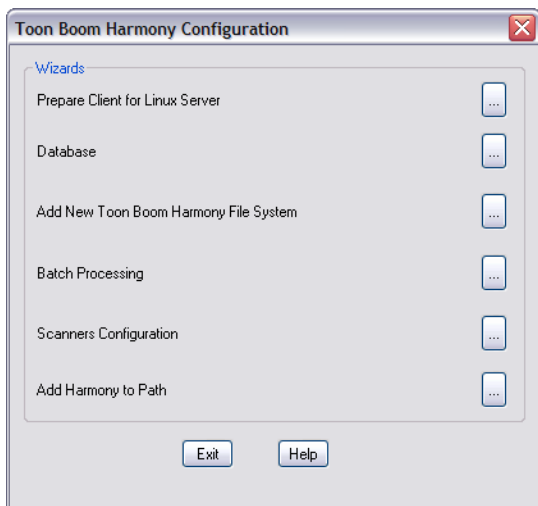 Toon Boom Harmony Configuration
Wizards
Prepare Client for Linux Server
...
Database
...
Add New Toon Boom Harmony File System
...
Batch Processing
...
Scanners Configuration
...
Add Harmony to Path
...
Exit
Help